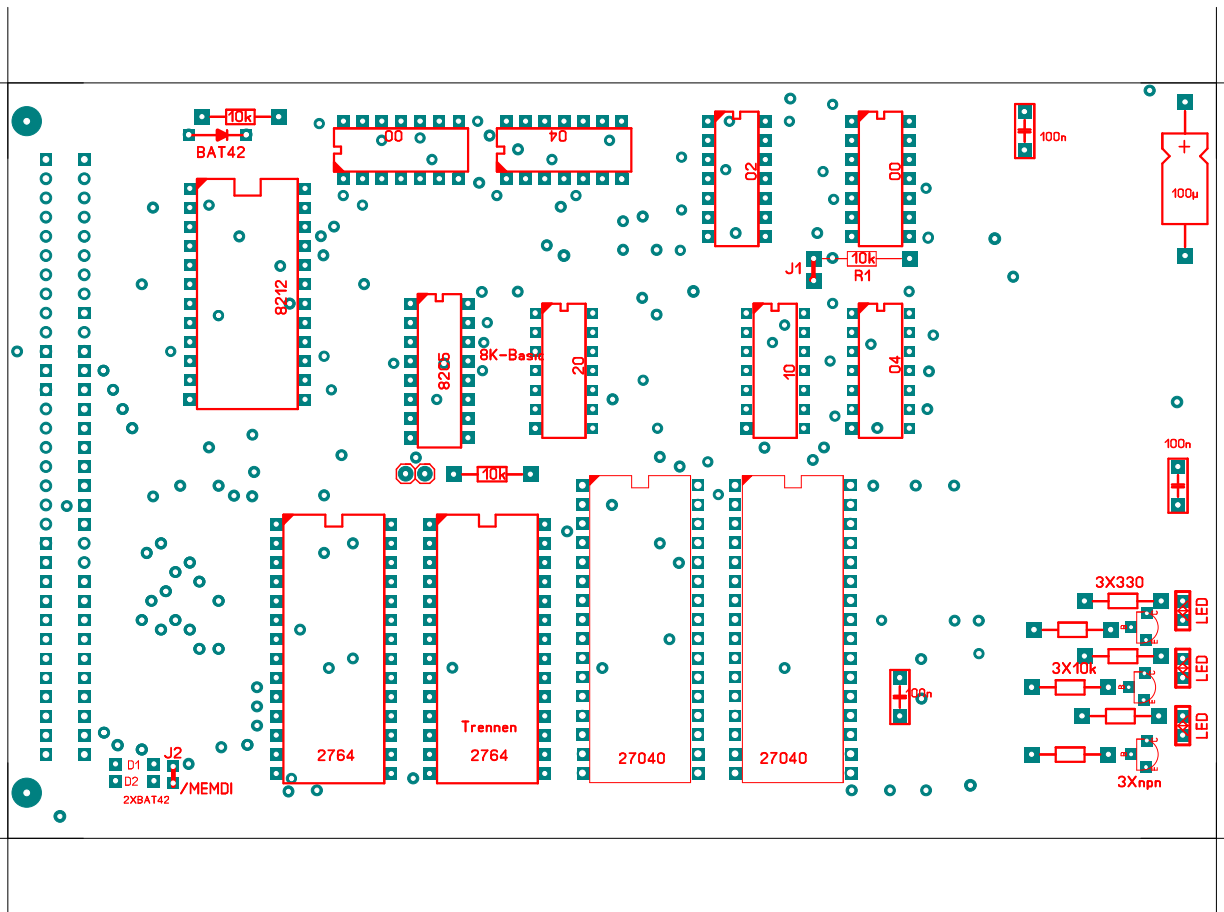 10k
BAT42
00
04
02
00
100n
100µ
8212
J1
10k
R1
8205
8K-Basic
20
10
04
10k
100n
3X330
LED
B
C
E
3X10k
LED
B
C
E
100n
LED
B
C
E
3Xnpn
Trennen
2764
2764
27040
27040
J2
D1
D2
2XBAT42
/MEMDI